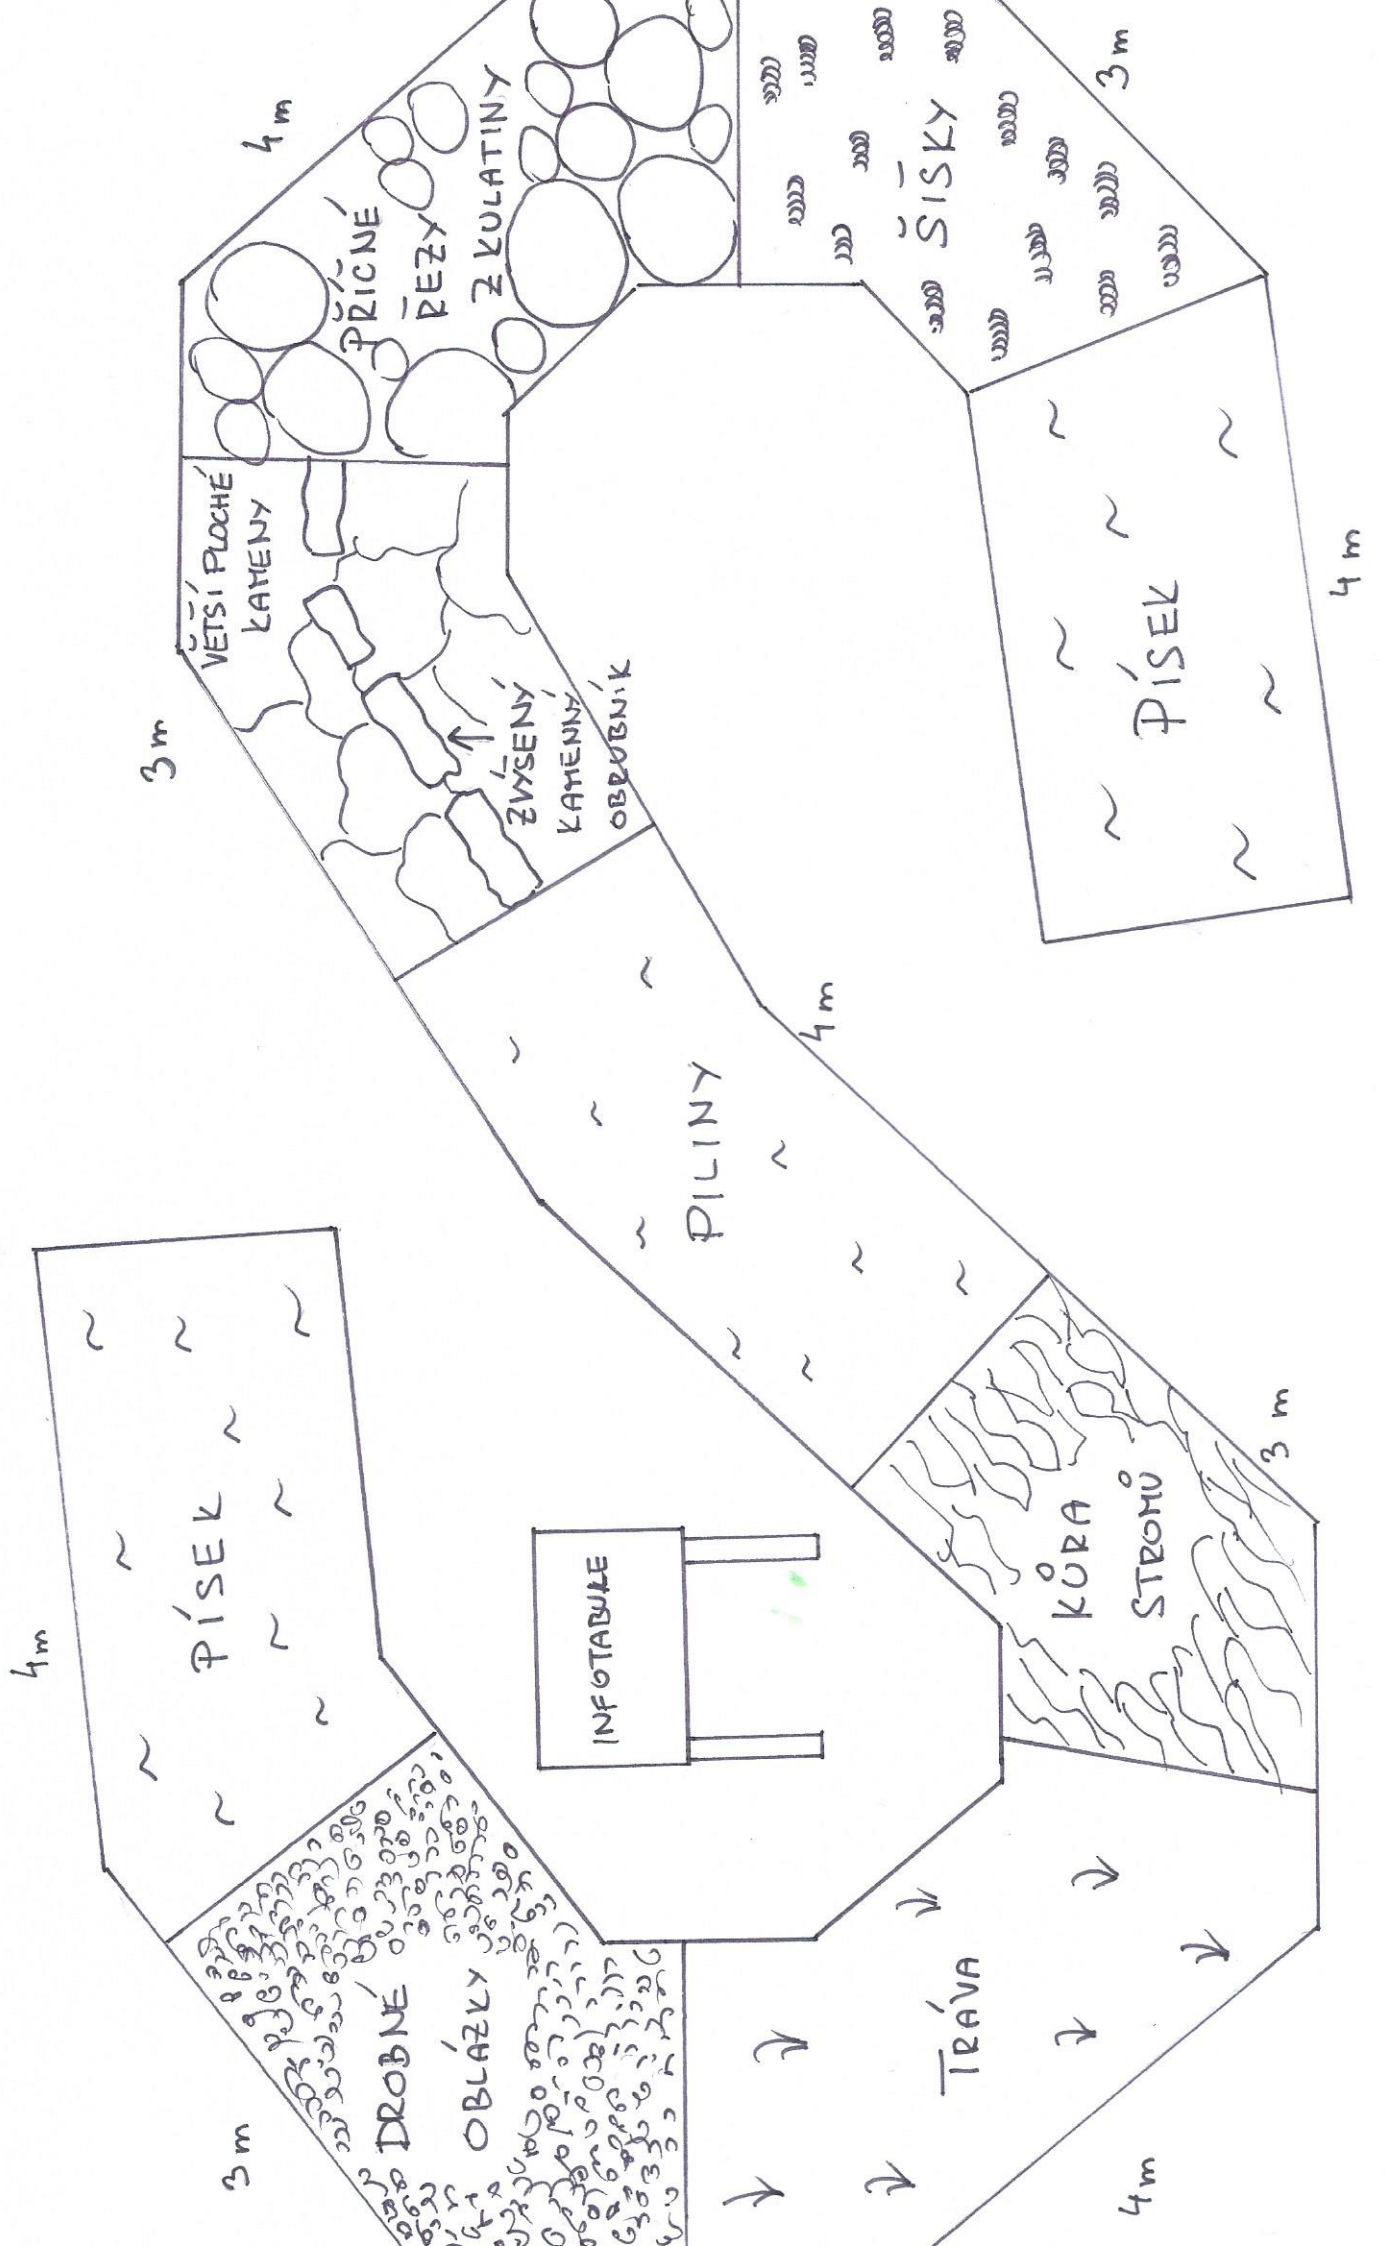 4m
PŘÍČNÉ
ŘEZY
Z KULATINY
ŠIŠKY
3m
VĚTŠÍ PLOCHÉ
KAMENY
3m
ZVÝŠENÝ
KAMENNÝ
OBRUBNÍK
PÍSEK
4m
PILINY
4m
PÍSEK
4m
INFOTABULE
KŮRA
STROMŮ
3m
DROBNÉ
OBLÁZKY
3m
TRÁVA
4m